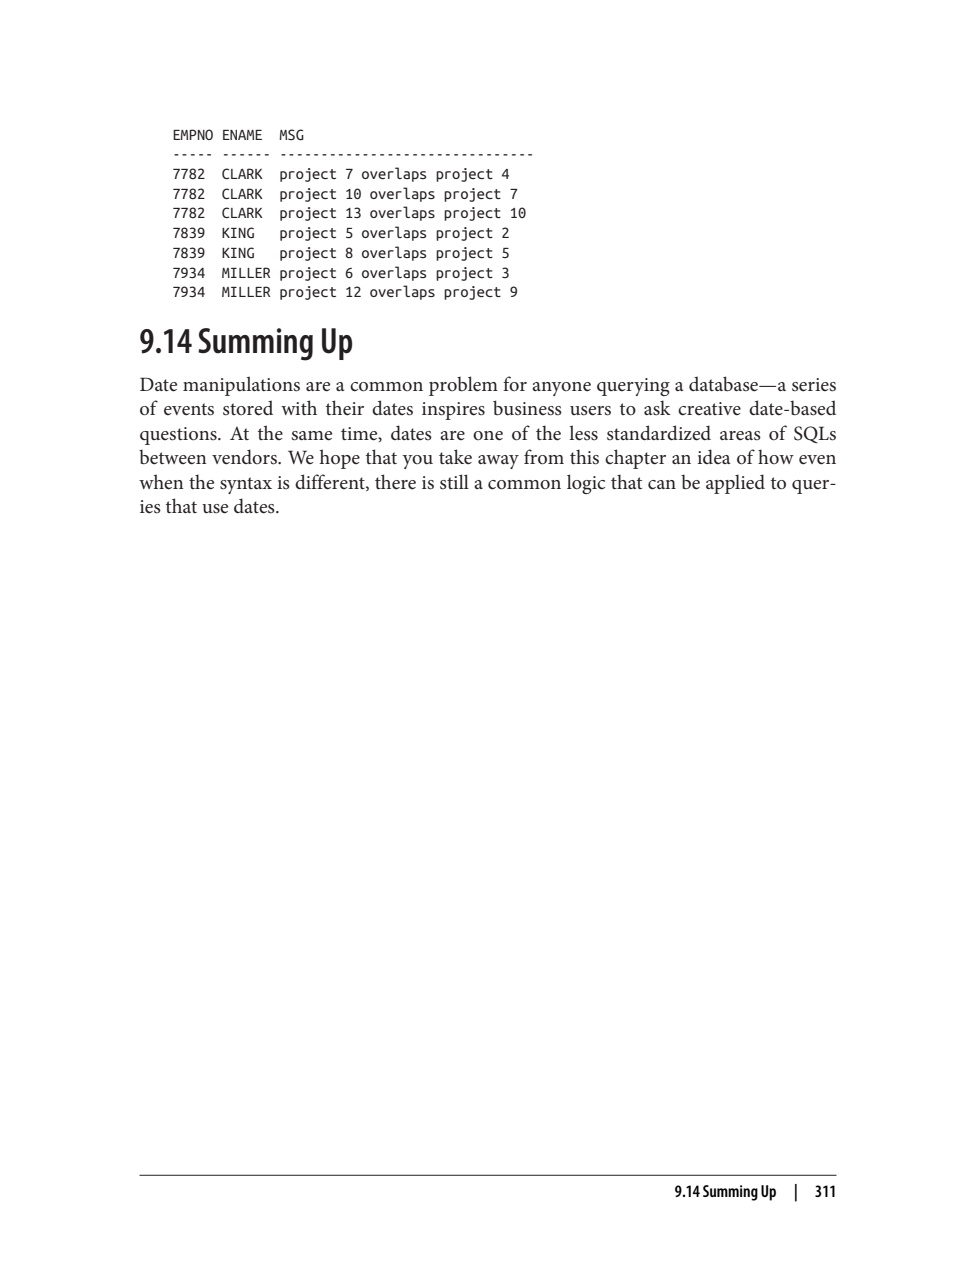 EMPNO ENAME  MSG
----- ------ -------------------------------
7782  CLARK  project 7 overlaps project 4
7782  CLARK  project 10 overlaps project 7
7782  CLARK  project 13 overlaps project 10
7839  KING   project 5 overlaps project 2
7839  KING   project 8 overlaps project 5
7934  MILLER project 6 overlaps project 3
7934  MILLER project 12 overlaps project 9
9.14 Summing Up
Date manipulations are a common problem for anyone querying a database—a series
of events stored with their dates inspires business users to ask creative date-based
questions. At the same time, dates are one of the less standardized areas of SQLs
between vendors. We hope that you take away from this chapter an idea of how even
when the syntax is different, there is still a common logic that can be applied to quer-
ies that use dates.
9.14 Summing Up | 311